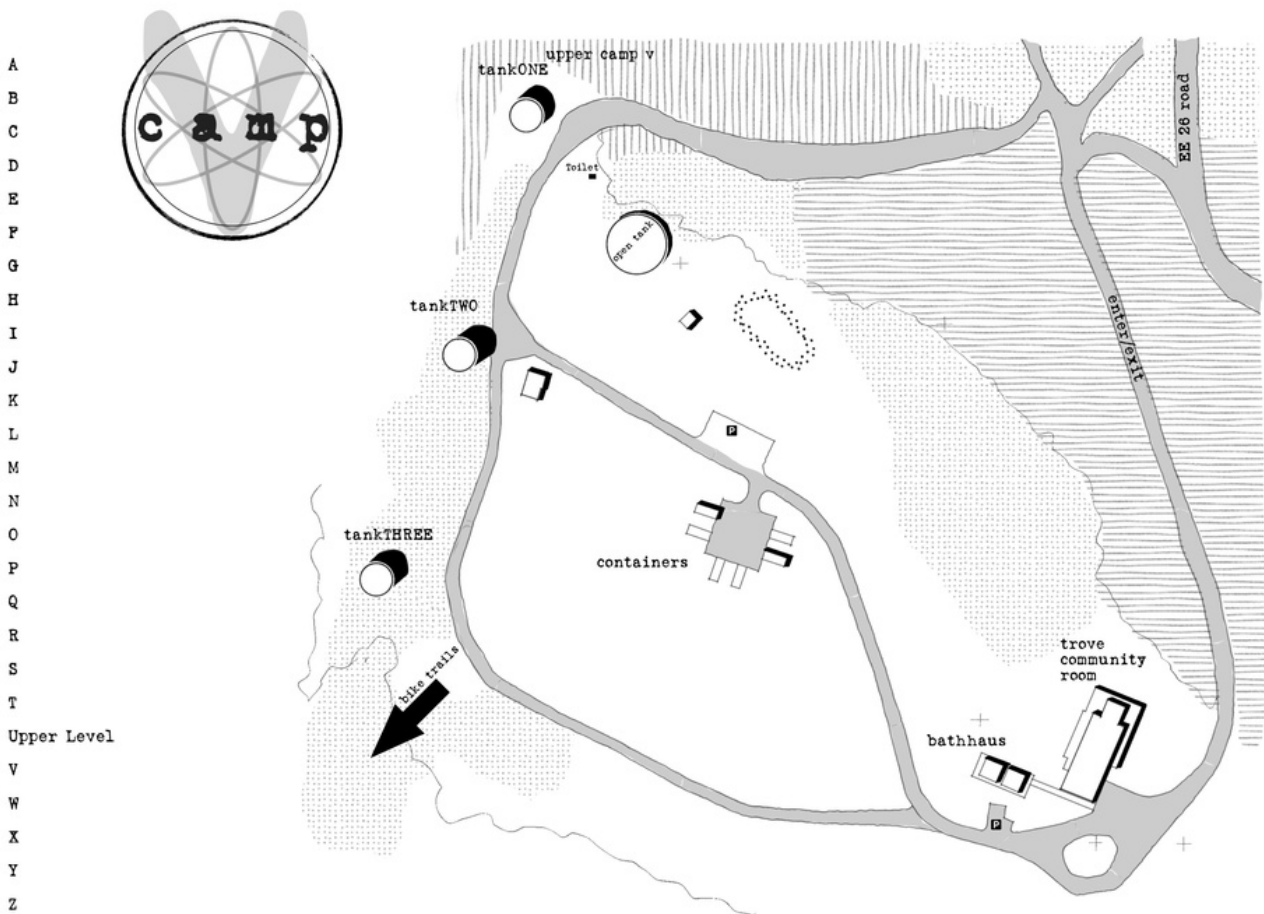 A
B
C
D
E
F
G
H
I
J
K
L
M
N
O
P
Q
R
S
T
Upper Level
V
W
X
Y
Z
camp
upper camp v
tankONE
Toilet
open tank
EE 26 road
tankTWO
enter/exit
P
tankTHREE
containers
bike trails
trove
community
room
bathhaus
P